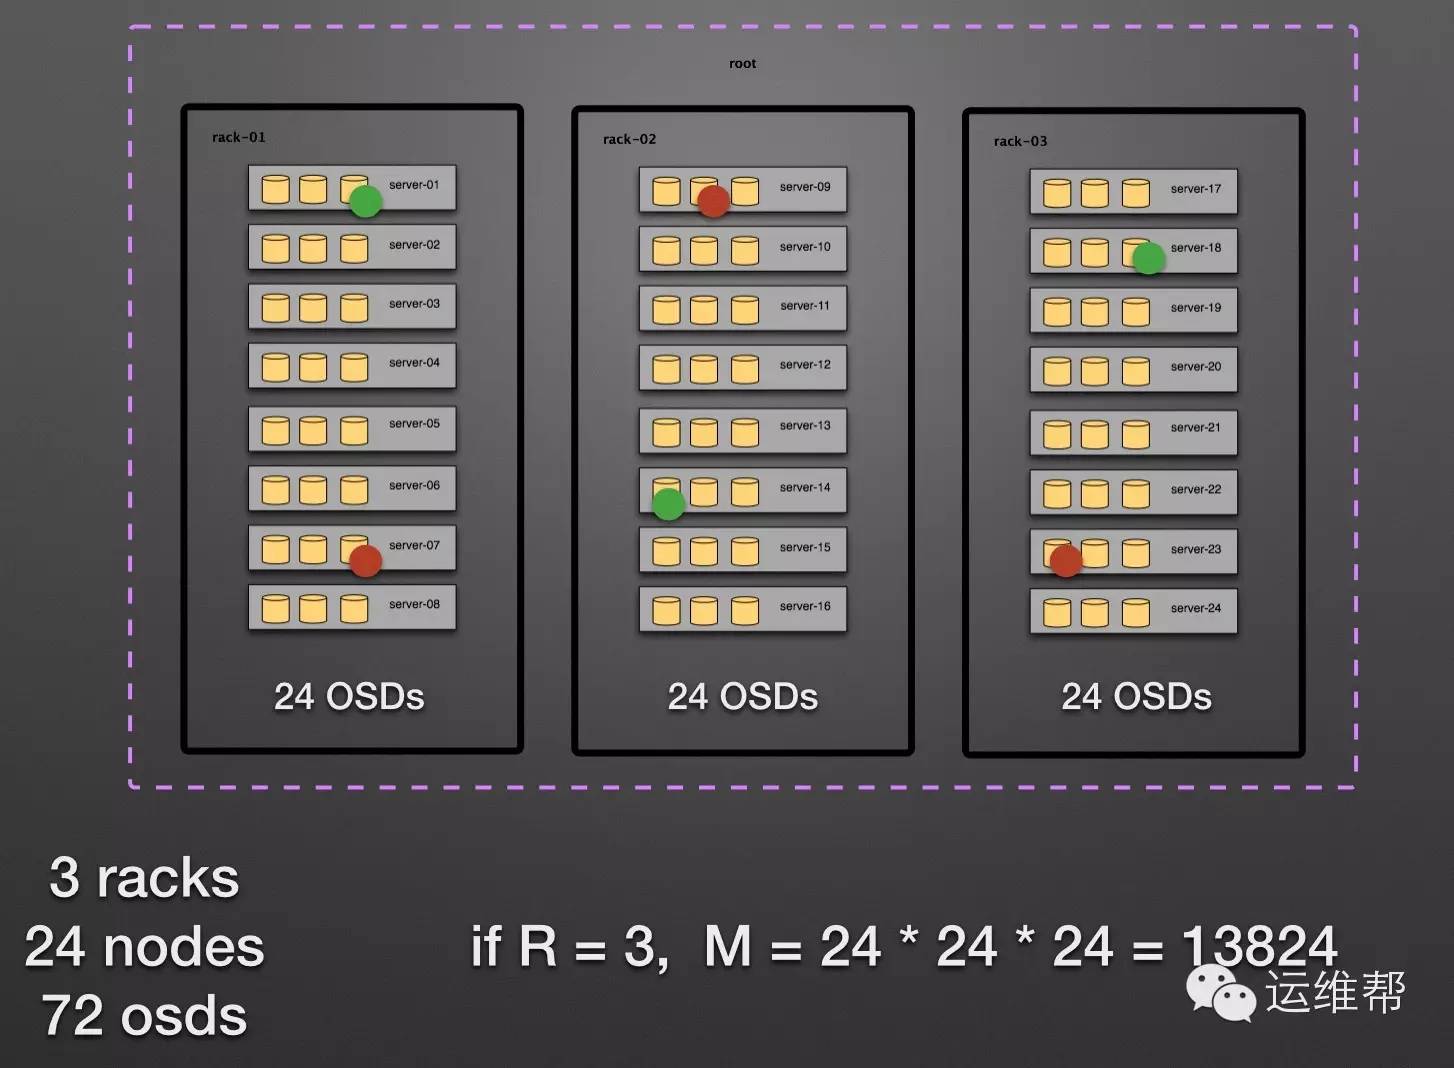 root
rack-01
server-01
server-02
server-03
server-04
server-05
server-06
server-07
server-08
24 OSDs
rack-02
server-09
server-10
server-11
server-12
server-13
server-14
server-15
server-16
24 OSDs
rack-03
server-17
server-18
server-19
server-20
server-21
server-22
server-23
server-24
24 OSDs
3 racks
24 nodes
72 osds
if R = 3, M = 24 * 24 * 24 = 13824
运维帮